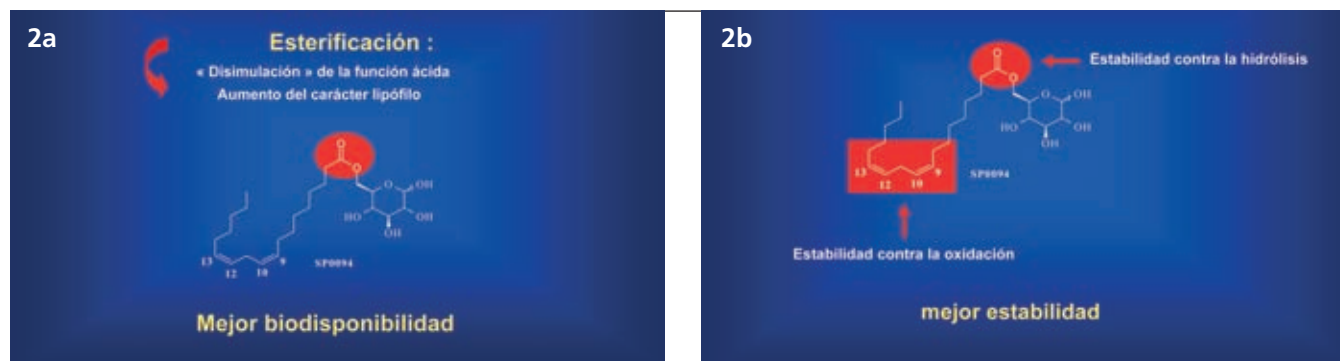 2a
Esterificación :
« Disimulación » de la función ácida
Aumento del carácter lipófilo
O
O
O
OH
HO
OH
OH
13
12
10
9
SP0094
Mejor biodisponibilidad
2b
Estabilidad contra la hidrólisis
O
O
O
OH
HO
OH
OH
13
12
10
9
SP0094
Estabilidad contra la oxidación
mejor estabilidad